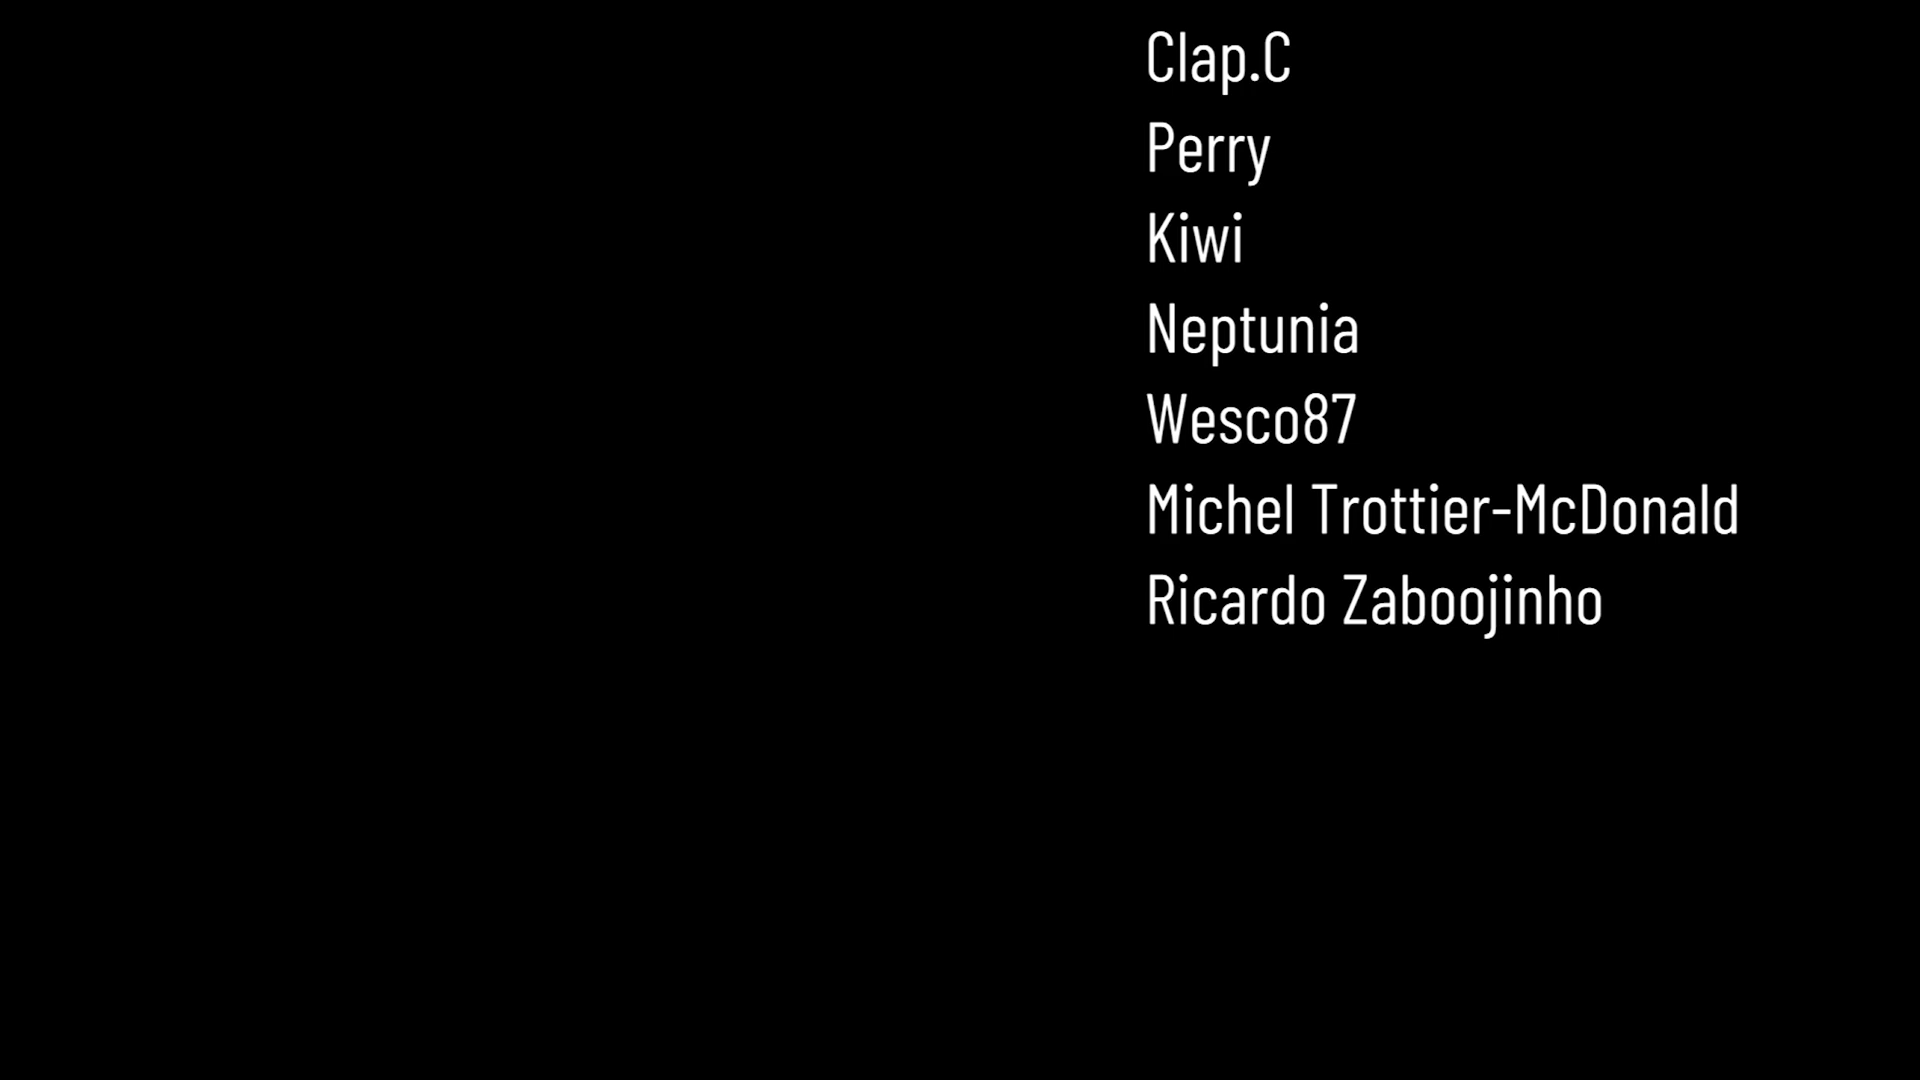 Clap.C
Perry
Kiwi
Neptunia
Wesco87
Michel Trottier-McDonald
Ricardo Zaboojinho